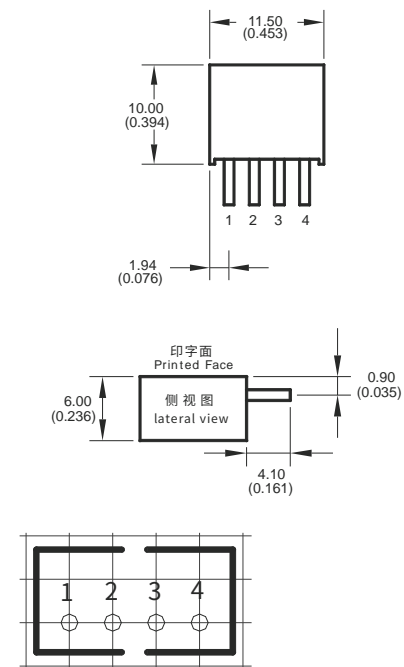 11.50
(0.453)
10.00
(0.394)
1 2 3 4
1.94
(0.076)
印字面
Printed Face
0.90
(0.035)
侧视图
lateral view
6.00
(0.236)
4.10
(0.161)
1 2 3 4